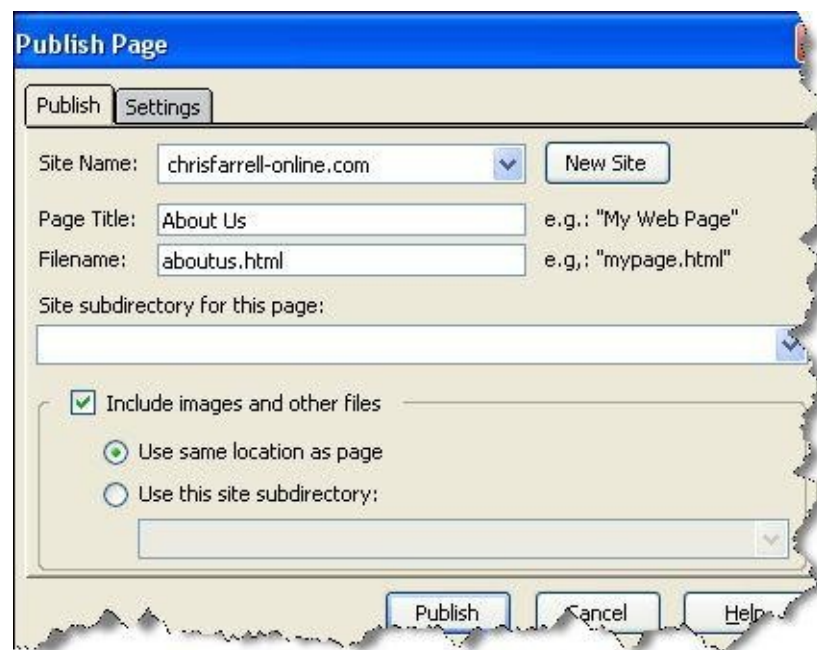 Publish Page
Publish Settings
Site Name: chrisfarrell-online.com New Site
Page Title: About Us e.g.: "My Web Page"
Filename: aboutus.html e.g,: "mypage.html"
Site subdirectory for this page:
Include images and other files
Use same location as page
Use this site subdirectory:
Publish Cancel Help